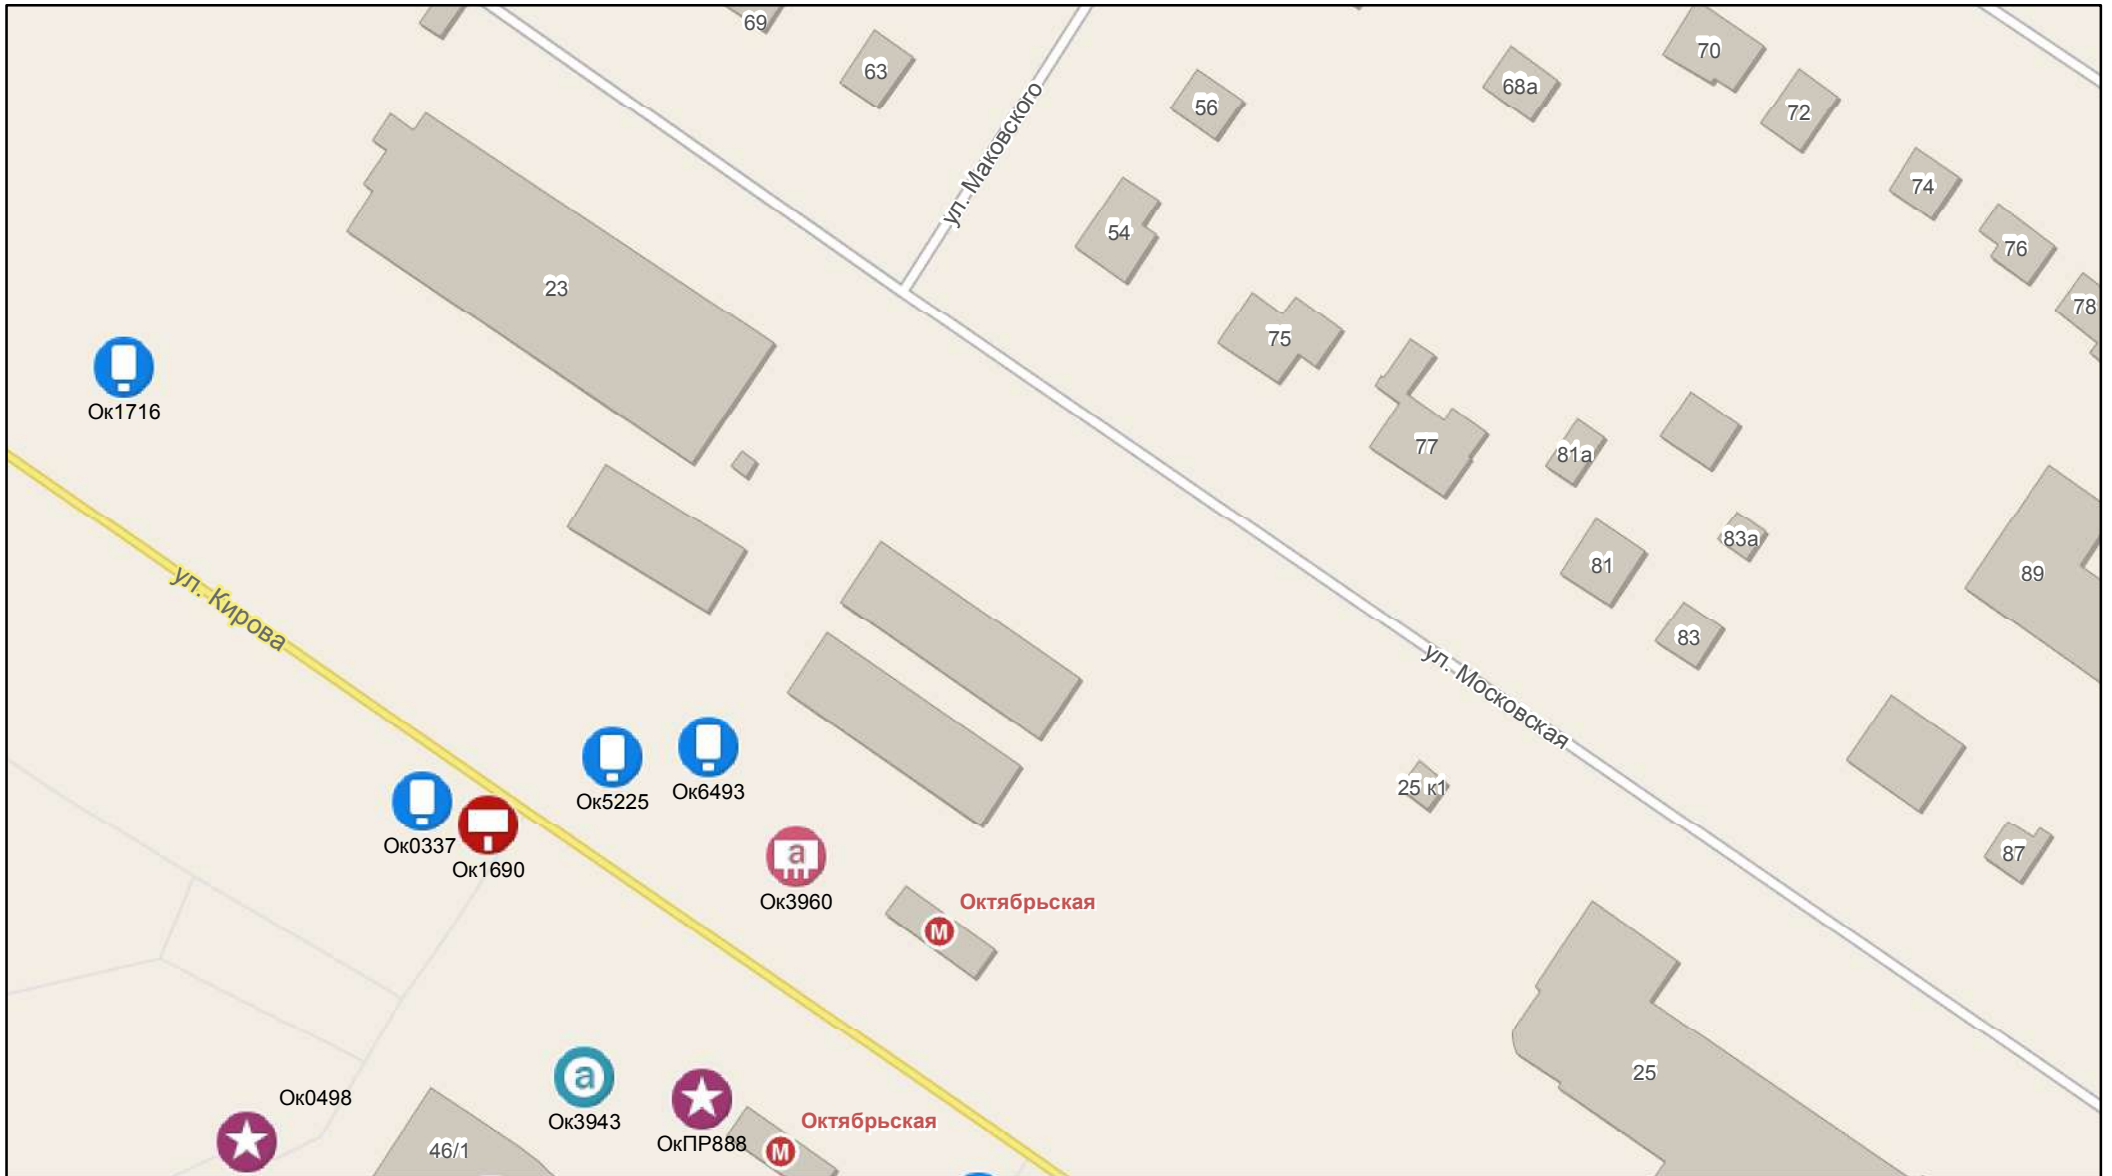 69
63
70
68а
72
56
ул. Маковского
74
54
76
23
78
75
Ок1716
77
81а
83а
81
89
ул. Кирова
83
ул. Московская
Ок5225
Ок6493
25 к1
Ок0337
Ок1690
а
Ок3960
87
Октябрьская
М
25
а
Ок0498
Ок3943
ОкПР888
Октябрьская
М
46/1